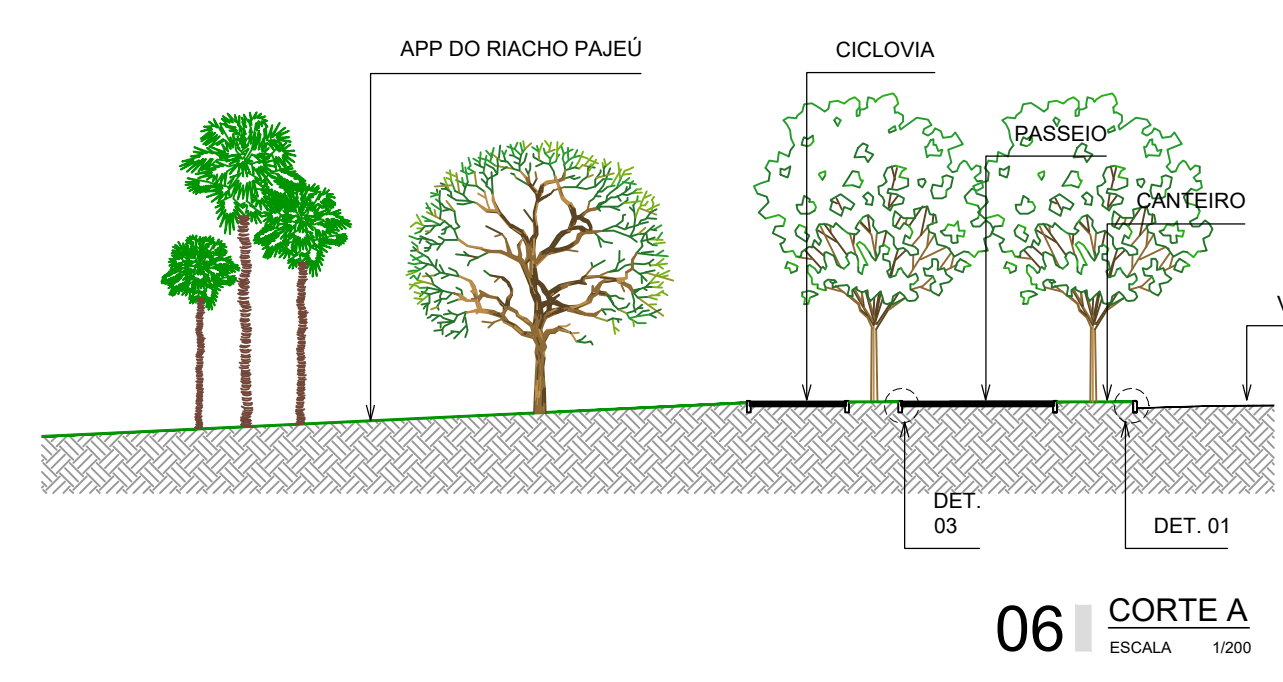 APP DO RIACHO PAJEÚ
CICLOVIA
PASSEIO
CANTEIRO
DET.
03
DET. 01
06
CORTE A
ESCALA 1/200